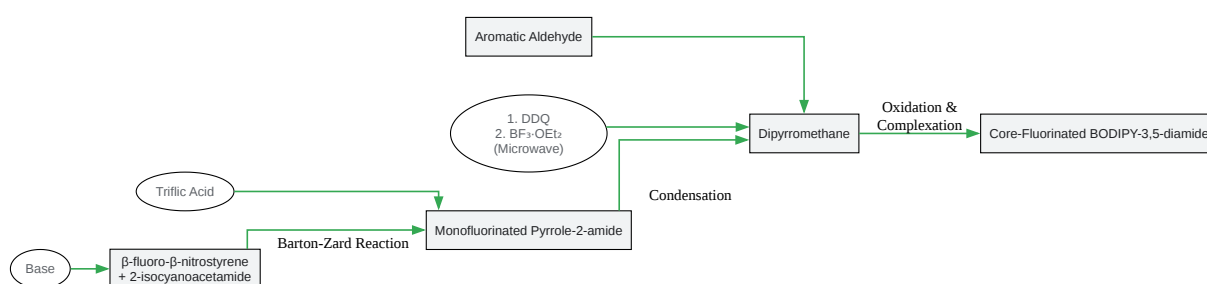 Aromatic Aldehyde
1. DDQ
2. BF₃·OEt₂
(Microwave)
Dipyrromethane
Oxidation &
Complexation
Core-Fluorinated BODIPY-3,5-diamide
Triflic Acid
Condensation
Monofluorinated Pyrrole-2-amide
Barton-Zard Reaction
Base
β-fluoro-β-nitrostyrene
+ 2-isocyanoacetamide